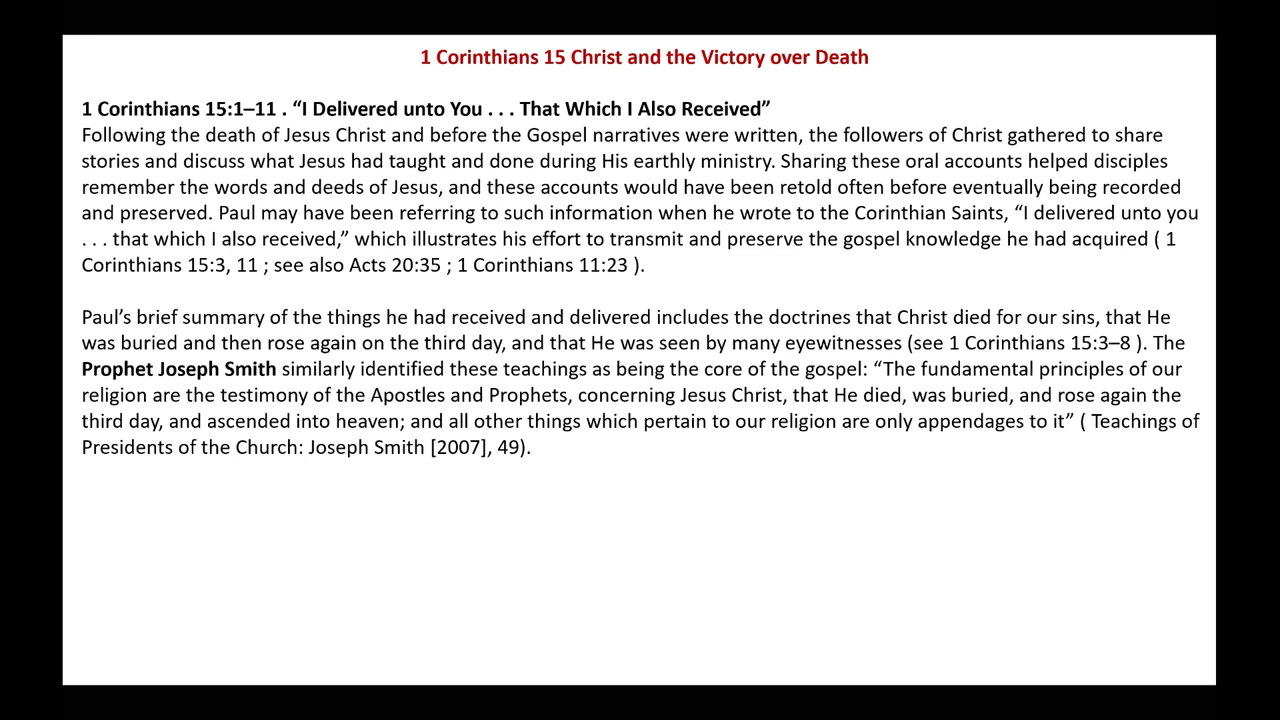 1 Corinthians 15 Christ and the Victory over Death
1 Corinthians 15:1–11 . “I Delivered unto You . . . That Which I Also Received”
Following the death of Jesus Christ and before the Gospel narratives were written, the followers of Christ gathered to share
stories and discuss what Jesus had taught and done during His earthly ministry. Sharing these oral accounts helped disciples
remember the words and deeds of Jesus, and these accounts would have been retold often before eventually being recorded
and preserved. Paul may have been referring to such information when he wrote to the Corinthian Saints, “I delivered unto you
. . . that which I also received,” which illustrates his effort to transmit and preserve the gospel knowledge he had acquired ( 1
Corinthians 15:3, 11 ; see also Acts 20:35 ; 1 Corinthians 11:23 ).
Paul’s brief summary of the things he had received and delivered includes the doctrines that Christ died for our sins, that He
was buried and then rose again on the third day, and that He was seen by many eyewitnesses (see 1 Corinthians 15:3–8 ). The
Prophet Joseph Smith similarly identified these teachings as being the core of the gospel: “The fundamental principles of our
religion are the testimony of the Apostles and Prophets, concerning Jesus Christ, that He died, was buried, and rose again the
third day, and ascended into heaven; and all other things which pertain to our religion are only appendages to it” ( Teachings of
Presidents of the Church: Joseph Smith [2007], 49).